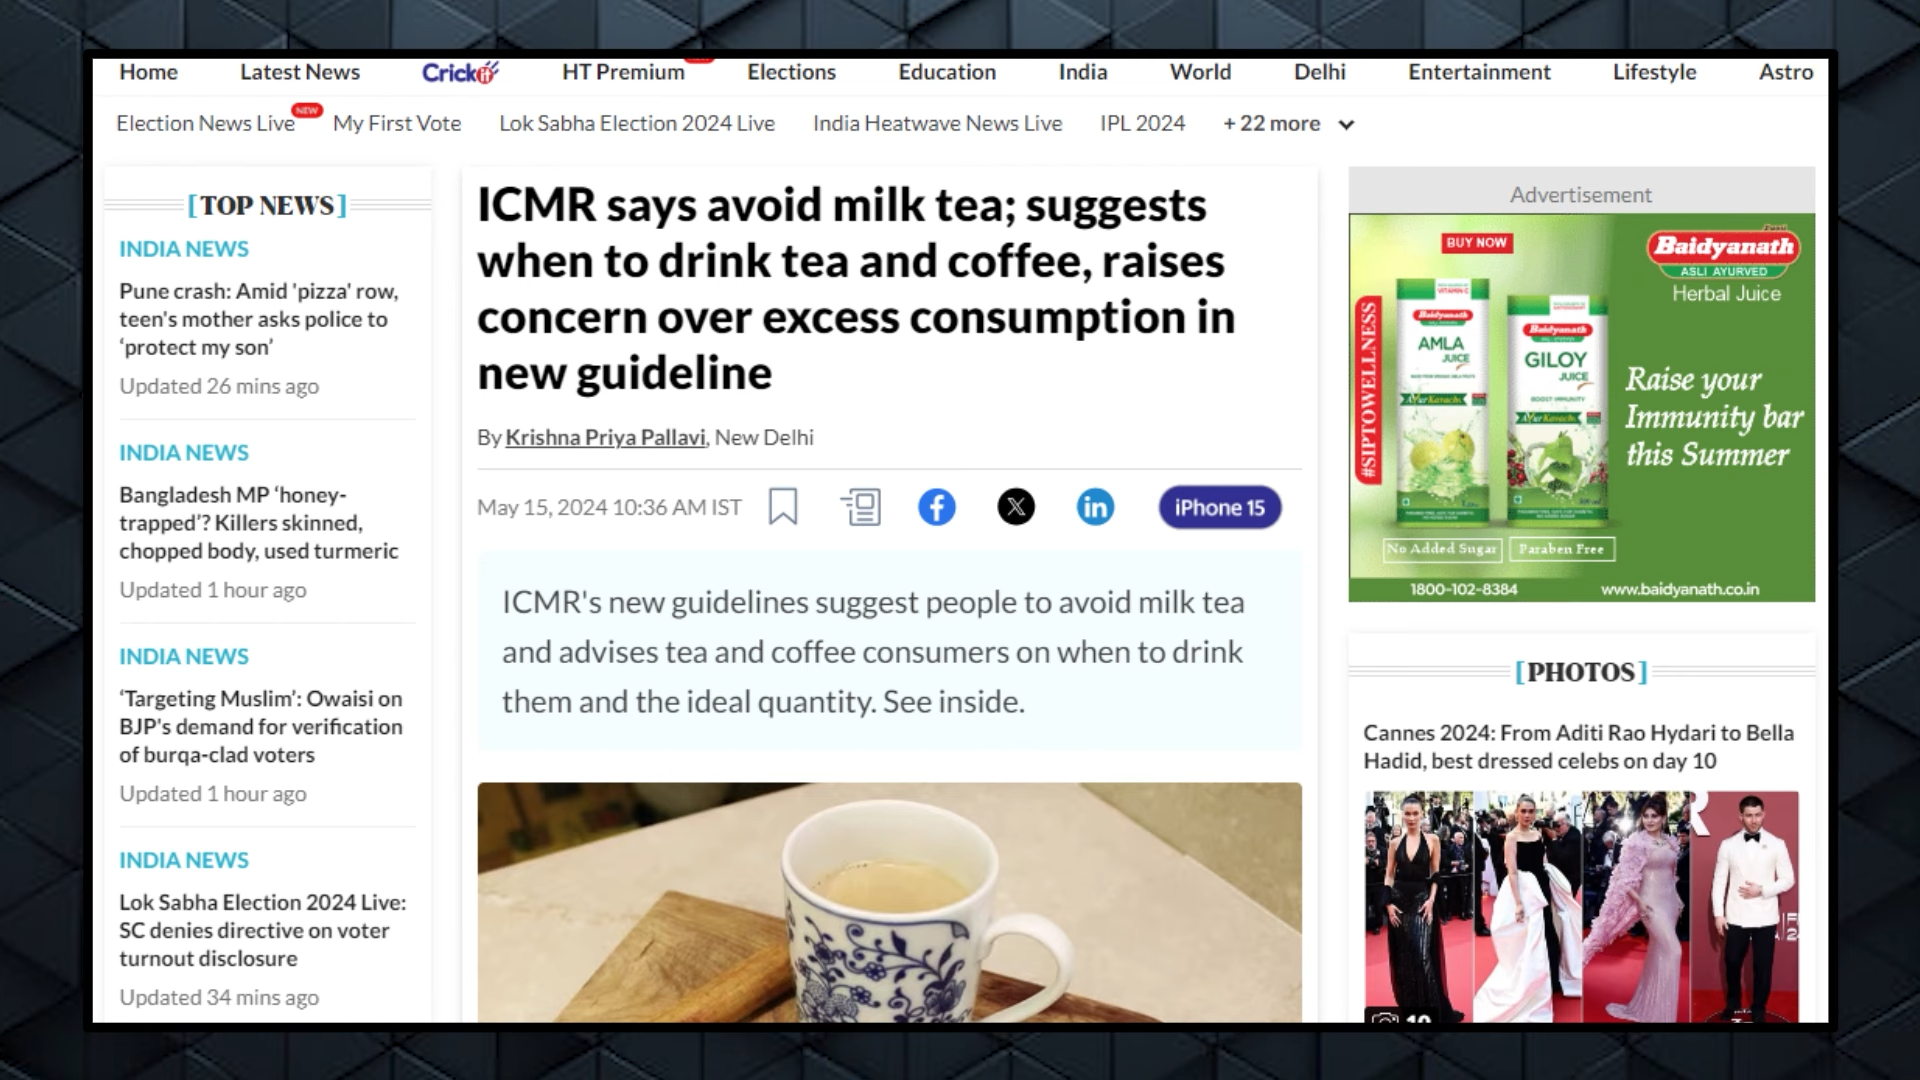 Home
Latest News
Crickit
HT Premium
Elections
Education
India
World
Delhi
Entertainment
Lifestyle
Astro
Election News Live
NEW
My First Vote
Lok Sabha Election 2024 Live
India Heatwave News Live
IPL 2024
+ 22 more
[TOP NEWS]
INDIA NEWS
Pune crash: Amid 'pizza' row,
teen's mother asks police to
‘protect my son’
Updated 26 mins ago
INDIA NEWS
Bangladesh MP ‘honey-
trapped’? Killers skinned,
chopped body, used turmeric
Updated 1 hour ago
INDIA NEWS
‘Targeting Muslim’: Owaisi on
BJP's demand for verification
of burqa-clad voters
Updated 1 hour ago
INDIA NEWS
Lok Sabha Election 2024 Live:
SC denies directive on voter
turnout disclosure
Updated 34 mins ago
ICMR says avoid milk tea; suggests
when to drink tea and coffee, raises
concern over excess consumption in
new guideline
By Krishna Priya Pallavi, New Delhi
May 15, 2024 10:36 AM IST
iPhone 15
ICMR's new guidelines suggest people to avoid milk tea
and advises tea and coffee consumers on when to drink
them and the ideal quantity. See inside.
Advertisement
BUY NOW
Baidyanath
ASLI AYURVED
Herbal Juice
#SIPTOWELLNESS
Baidyanath
AMLA
JUICE
Baidyanath
GILOY
JUICE
BOOST IMMUNITY
Raise your
Immunity bar
this Summer
No Added Sugar
Paraben Free
1800-102-8384
www.baidyanath.co.in
[PHOTOS]
Cannes 2024: From Aditi Rao Hydari to Bella
Hadid, best dressed celebs on day 10